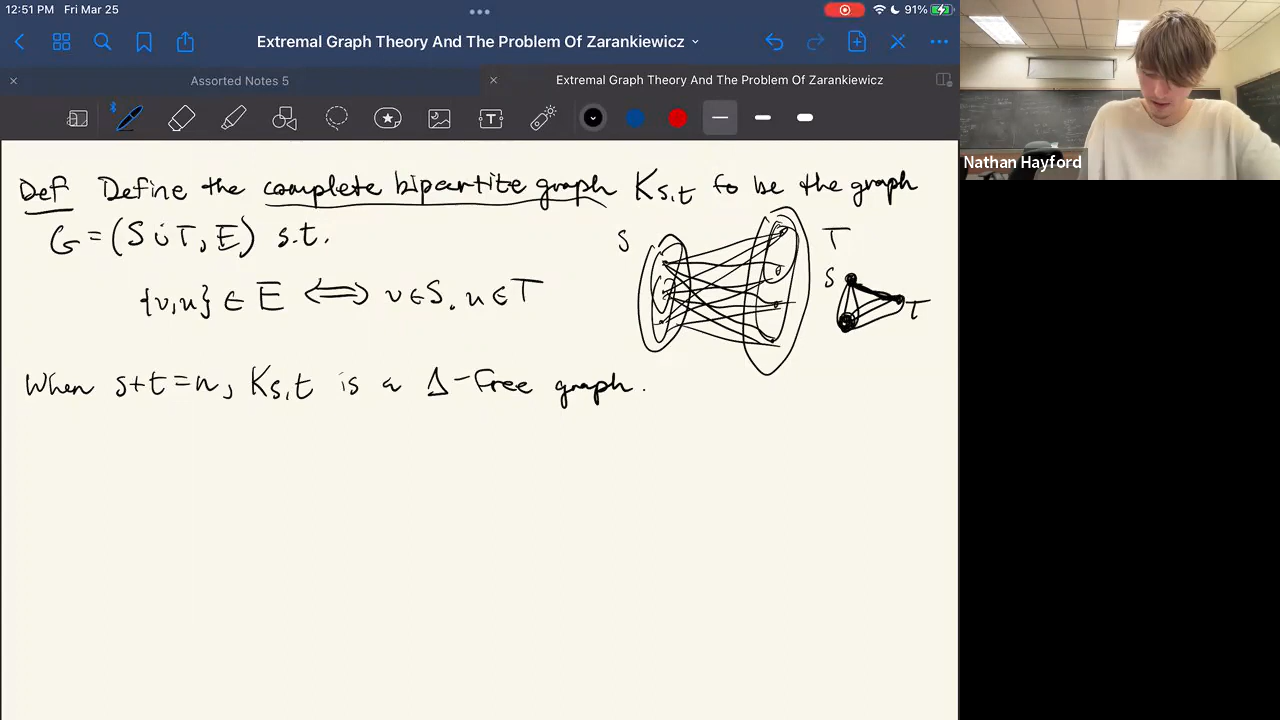 12:51 PM Fri Mar 25
91%
Extremal Graph Theory And The Problem Of Zarankiewicz
Assorted Notes 5
Extremal Graph Theory And The Problem Of Zarankiewicz
T
Nathan Hayford
Def Define the complete bipartite graph K_{s,t} to be the graph
G = (S ∪̇ T, E) s.t.
S
T
{v,u} ∈ E ⟺ v ∈ S, u ∈ T
S
T
When s+t=n, K_{s,t} is a Δ-free graph.